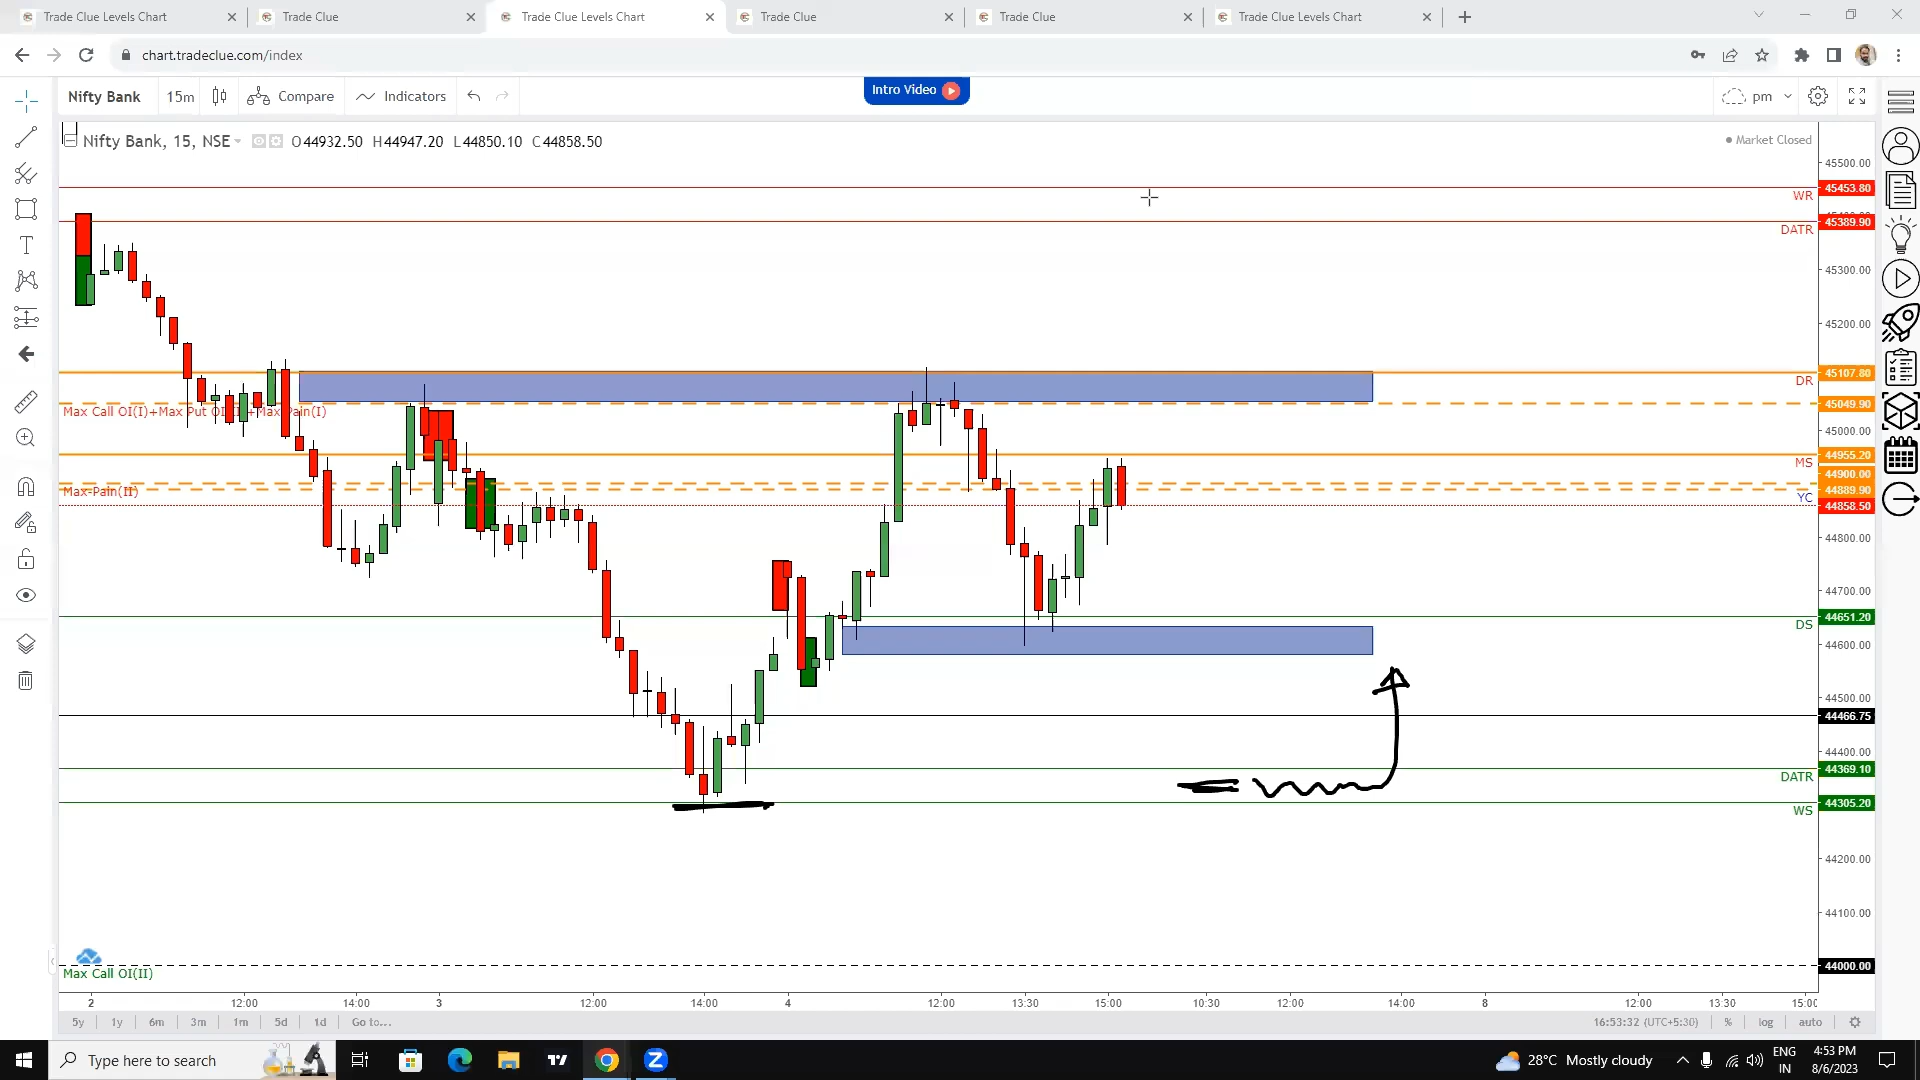 Trade Clue Levels Chart
Trade Clue
Trade Clue Levels Chart
Trade Clue
Trade Clue
Trade Clue Levels Chart
chart.tradeclue.com/index
Nifty Bank
15m
Compare
Indicators
Intro Video
pm
Nifty Bank, 15, NSE
O44932.50 H44947.20 L44850.10 C44858.50
Market Closed
45500.00
45453.80
WR
45389.90
DATR
45300.00
45200.00
45107.80
DR
45049.90
Max Call OI(I)+Max Put OI(I)+Max Pain(I)
45000.00
44955.20
MS
44900.00
44889.90
Max-Pain(II)
YC
44858.50
44800.00
44700.00
44651.20
DS
44600.00
44500.00
44466.75
44400.00
44369.10
DATR
44305.20
WS
44200.00
44100.00
44000.00
Max Call OI(II)
2 12:00 14:00 3 12:00 14:00 4 12:00 13:30 15:00 10:30 12:00 14:00 8 12:00 13:30 15:00
5y 1y 6m 3m 1m 5d 1d Go to...
16:53:32 (UTC+5:30) % log auto
Type here to search
28°C Mostly cloudy
ENG
IN
4:53 PM
8/6/2023